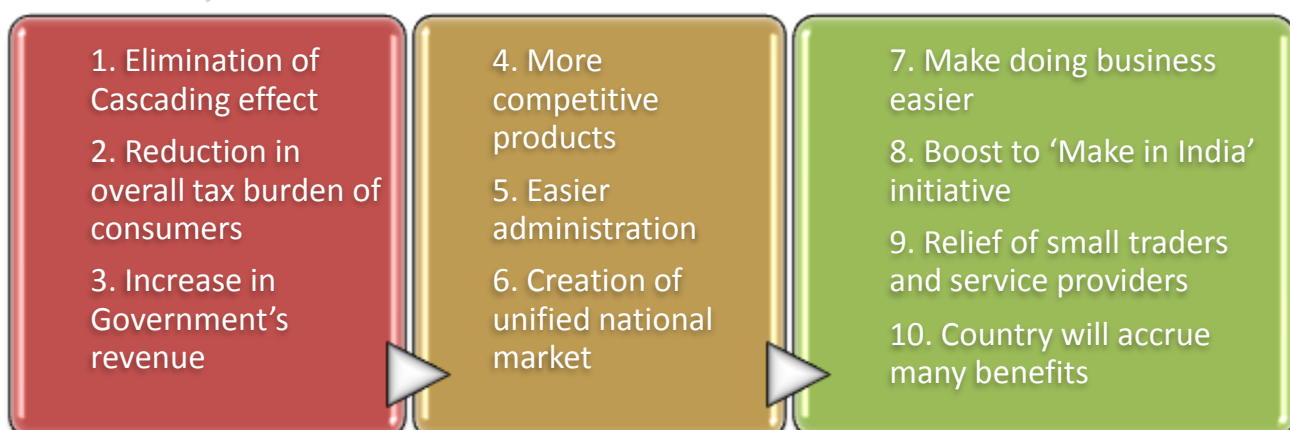 1. Elimination of
Cascading effect
2. Reduction in
overall tax burden of
consumers
3. Increase in
Government’s
revenue
4. More
competitive
products
5. Easier
administration
6. Creation of
unified national
market
7. Make doing business
easier
8. Boost to ‘Make in India’
initiative
9. Relief of small traders
and service providers
10. Country will accrue
many benefits